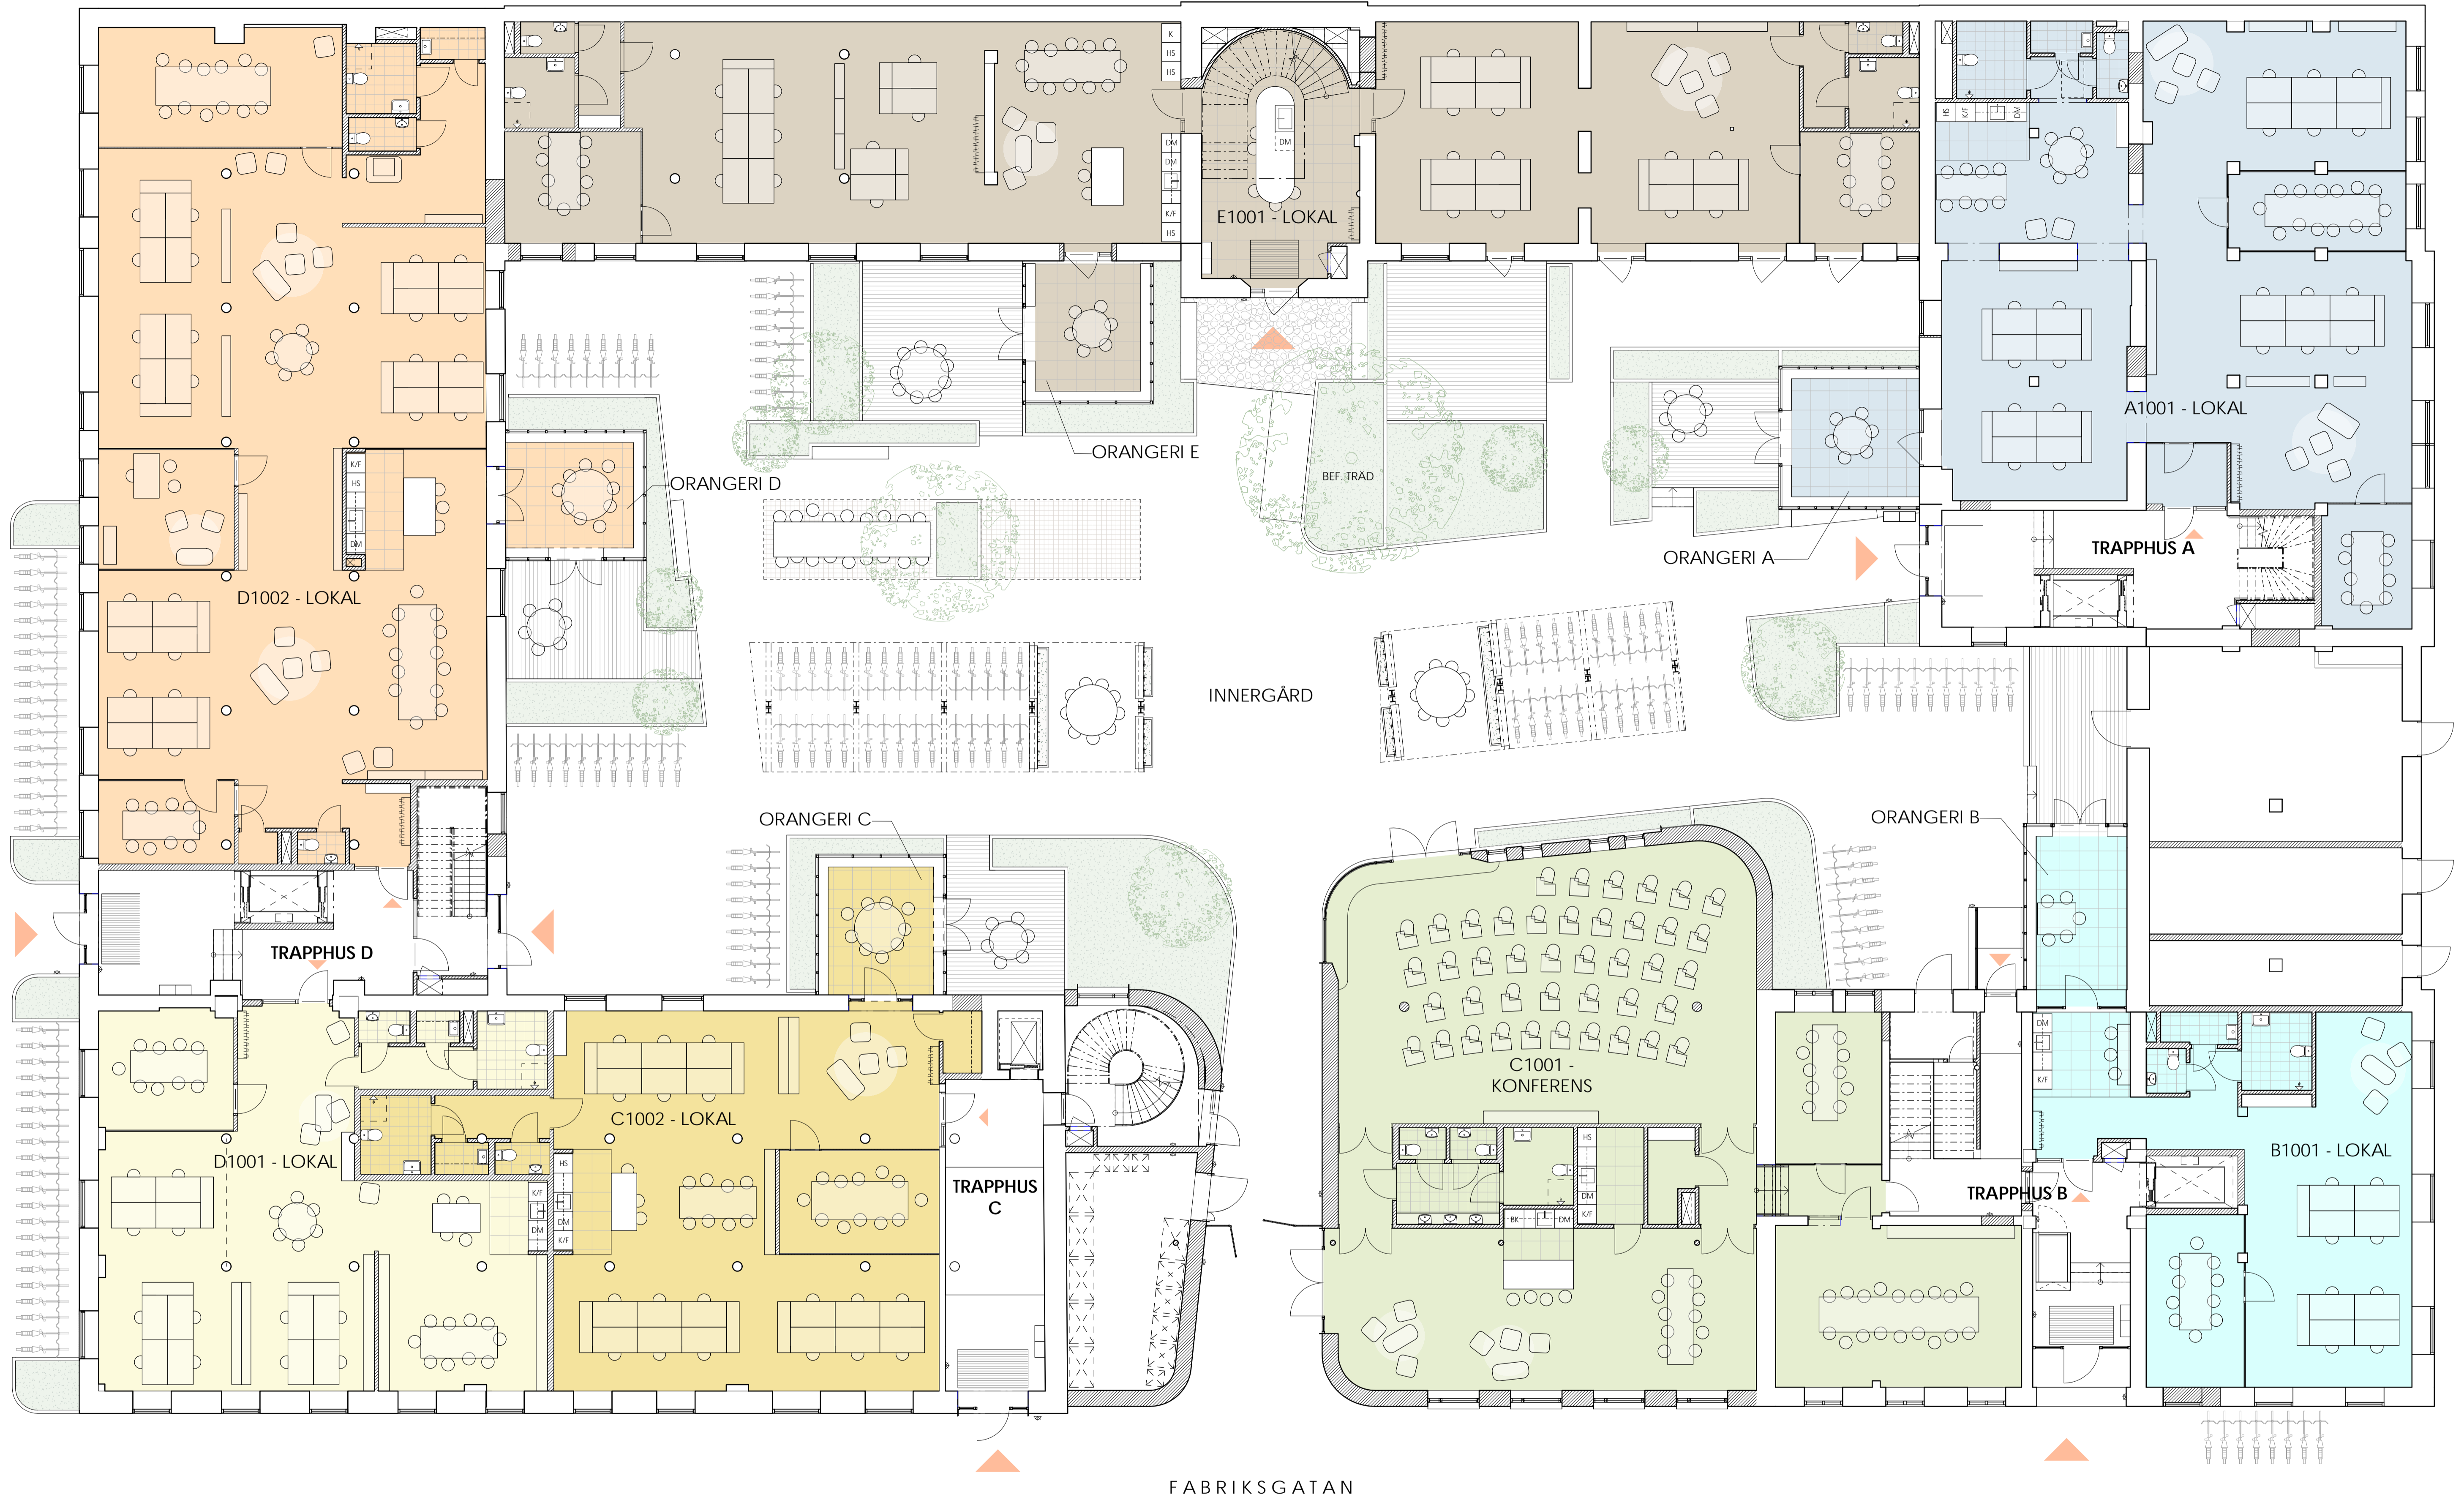 K
HS
HS
DM
DM
K/F
HS
DM
E1001 - LOKAL
HS
K/F
DM
A1001 - LOKAL
ORANGERI E
BEF. TRÄD
K/F
HS
DM
ORANGERI D
ORANGERI A
TRAPPHUS A
D1002 - LOKAL
INNERGÅRD
ORANGERI C
ORANGERI B
TRAPPHUS D
DM
K/F
C1001 -
KONFERENS
C1002 - LOKAL
D1001 - LOKAL
HS
DM
K/F
K/F
DM
TRAPPHUS
C
HS
DM
K/F
BK
DM
B1001 - LOKAL
TRAPPHUS B
FABRIKSGATAN